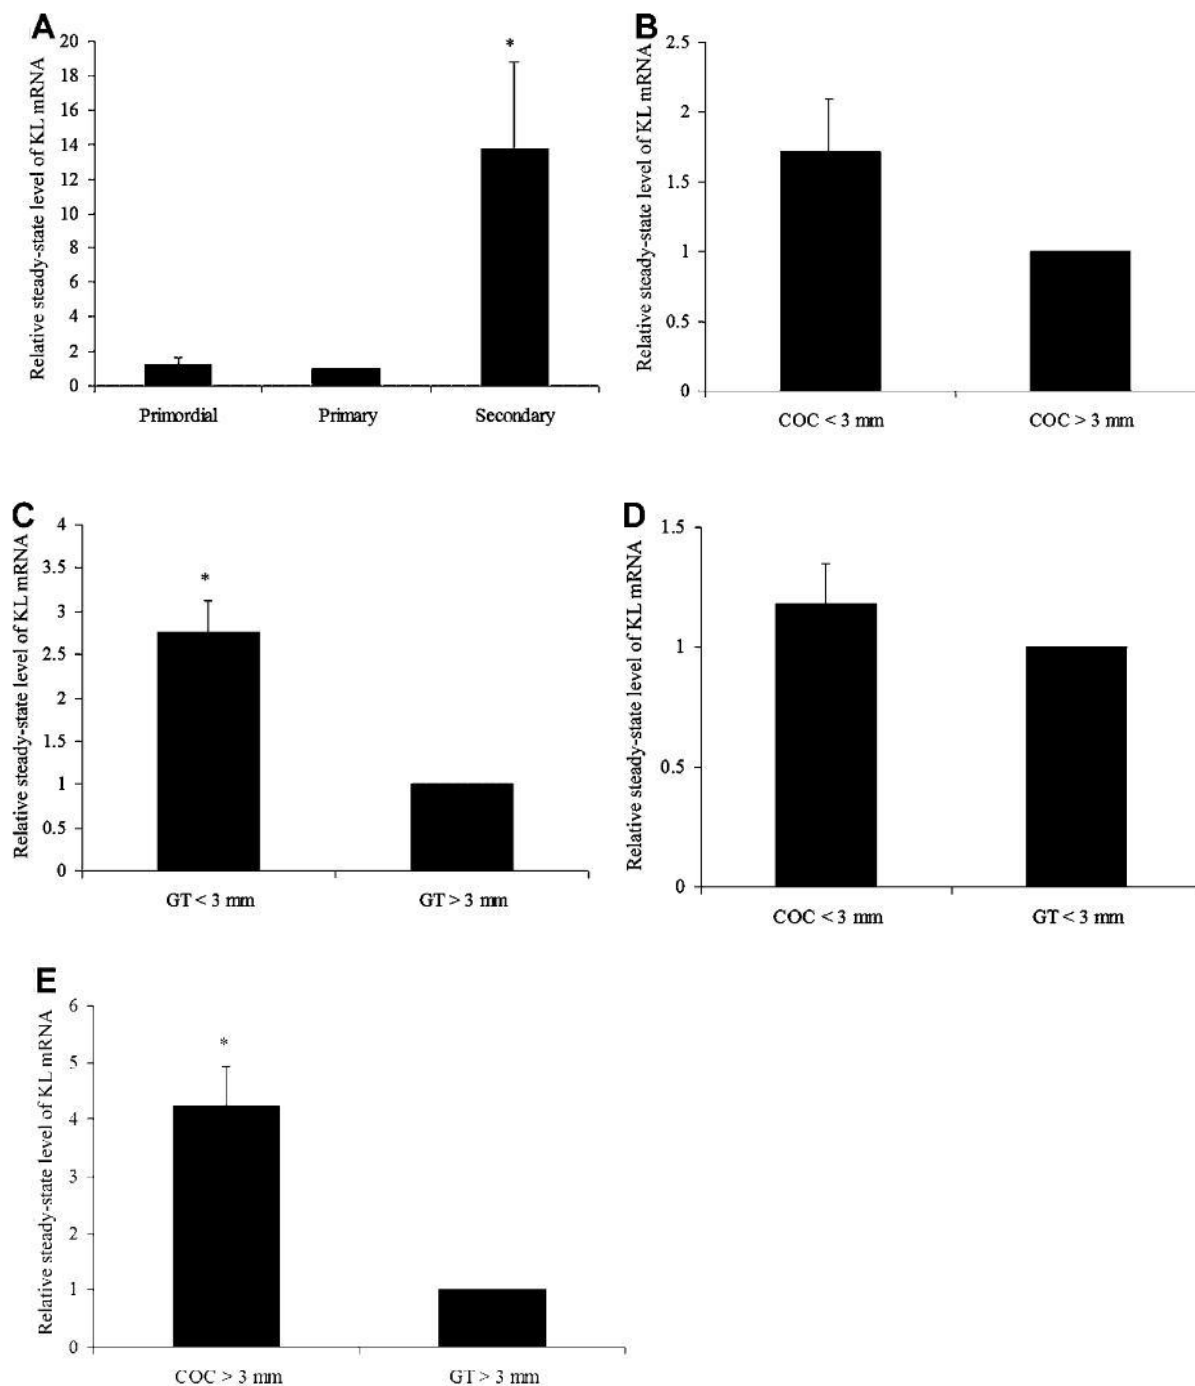 A
Relative steady-state level of KL mRNA
20
18
16
14
12
10
8
6
4
2
0
*
Primordial Primary Secondary
B
Relative steady-state level of KL mRNA
2.5
2
1.5
1
0.5
0
COC < 3 mm COC > 3 mm
C
Relative steady-state level of KL mRNA
4
3.5
3
2.5
2
1.5
1
0.5
0
*
GT < 3 mm GT > 3 mm
D
Relative steady-state level of KL mRNA
1.5
1
0.5
0
COC < 3 mm GT < 3 mm
E
Relative steady-state level of KL mRNA
6
5
4
3
2
1
0
*
COC > 3 mm GT > 3 mm